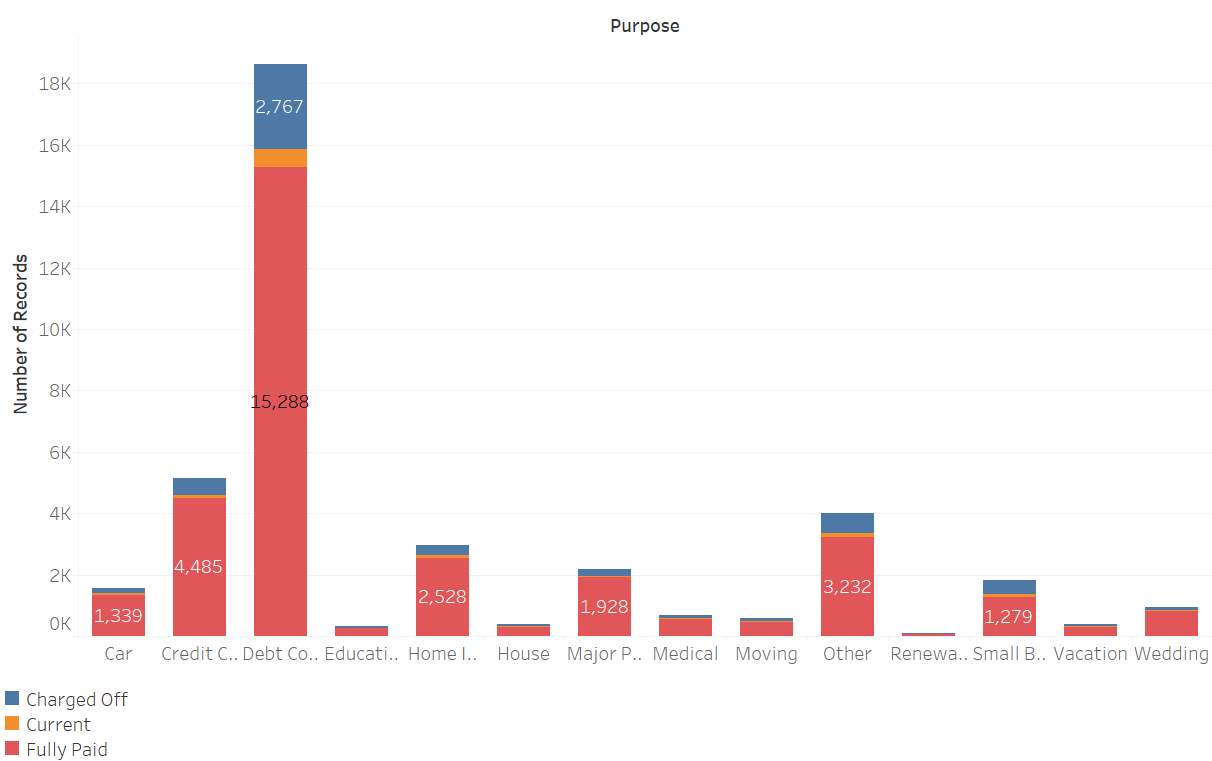 Purpose
Number of Records
18K
16K
14K
12K
10K
8K
6K
4K
2K
0K
2,767
15,288
4,485
1,339
2,528
1,928
3,232
1,279
Car Credit C.. Debt Co.. Educati.. Home I.. House Major P.. Medical Moving Other Renewa.. Small B.. Vacation Wedding
Charged Off
Current
Fully Paid